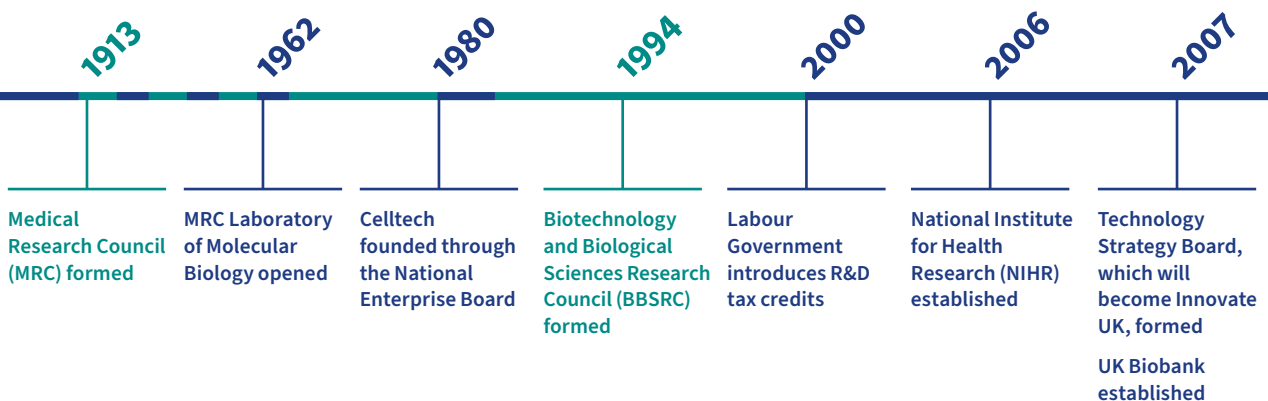 1913
Medical
Research Council
(MRC) formed
1962
MRC Laboratory
of Molecular
Biology opened
1980
Celltech
founded through
the National
Enterprise Board
1994
Biotechnology
and Biological
Sciences Research
Council (BBSRC)
formed
2000
Labour
Government
introduces R&D
tax credits
2006
National Institute
for Health
Research (NIHR)
established
2007
Technology
Strategy Board,
which will
become Innovate
UK, formed
UK Biobank
established